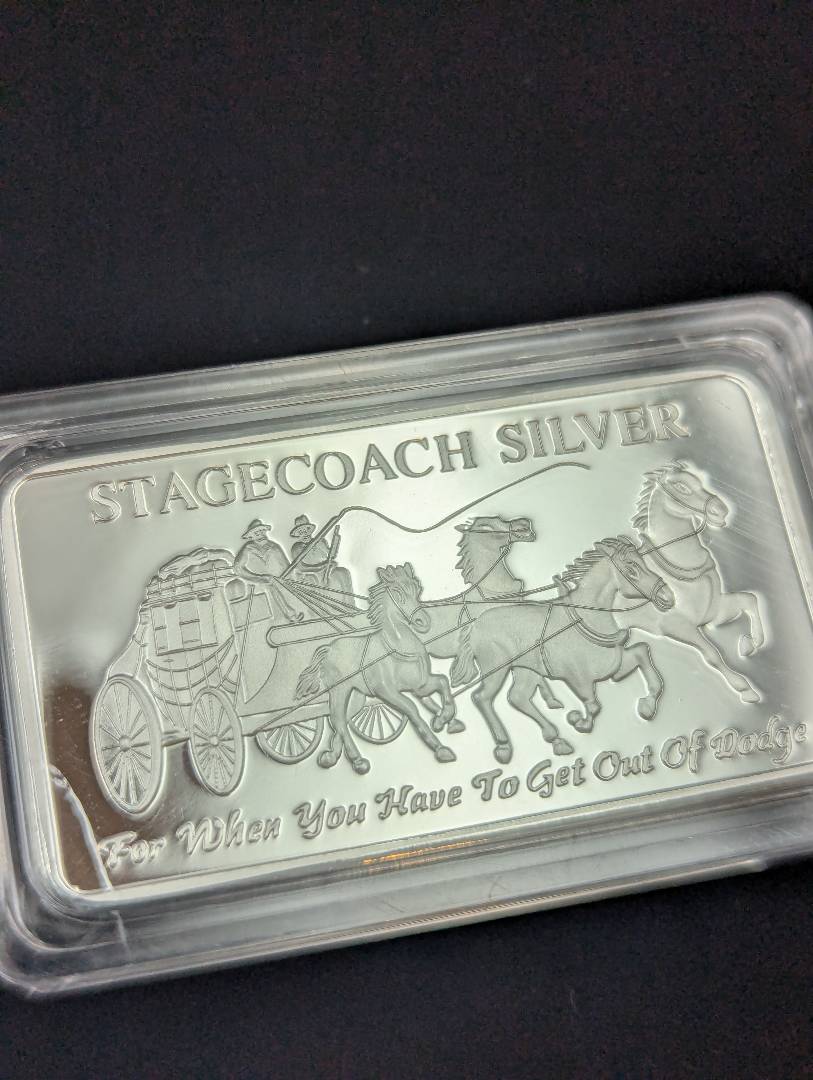 STAGECOACH SILVER
For When You Have To Get Out Of Dodge